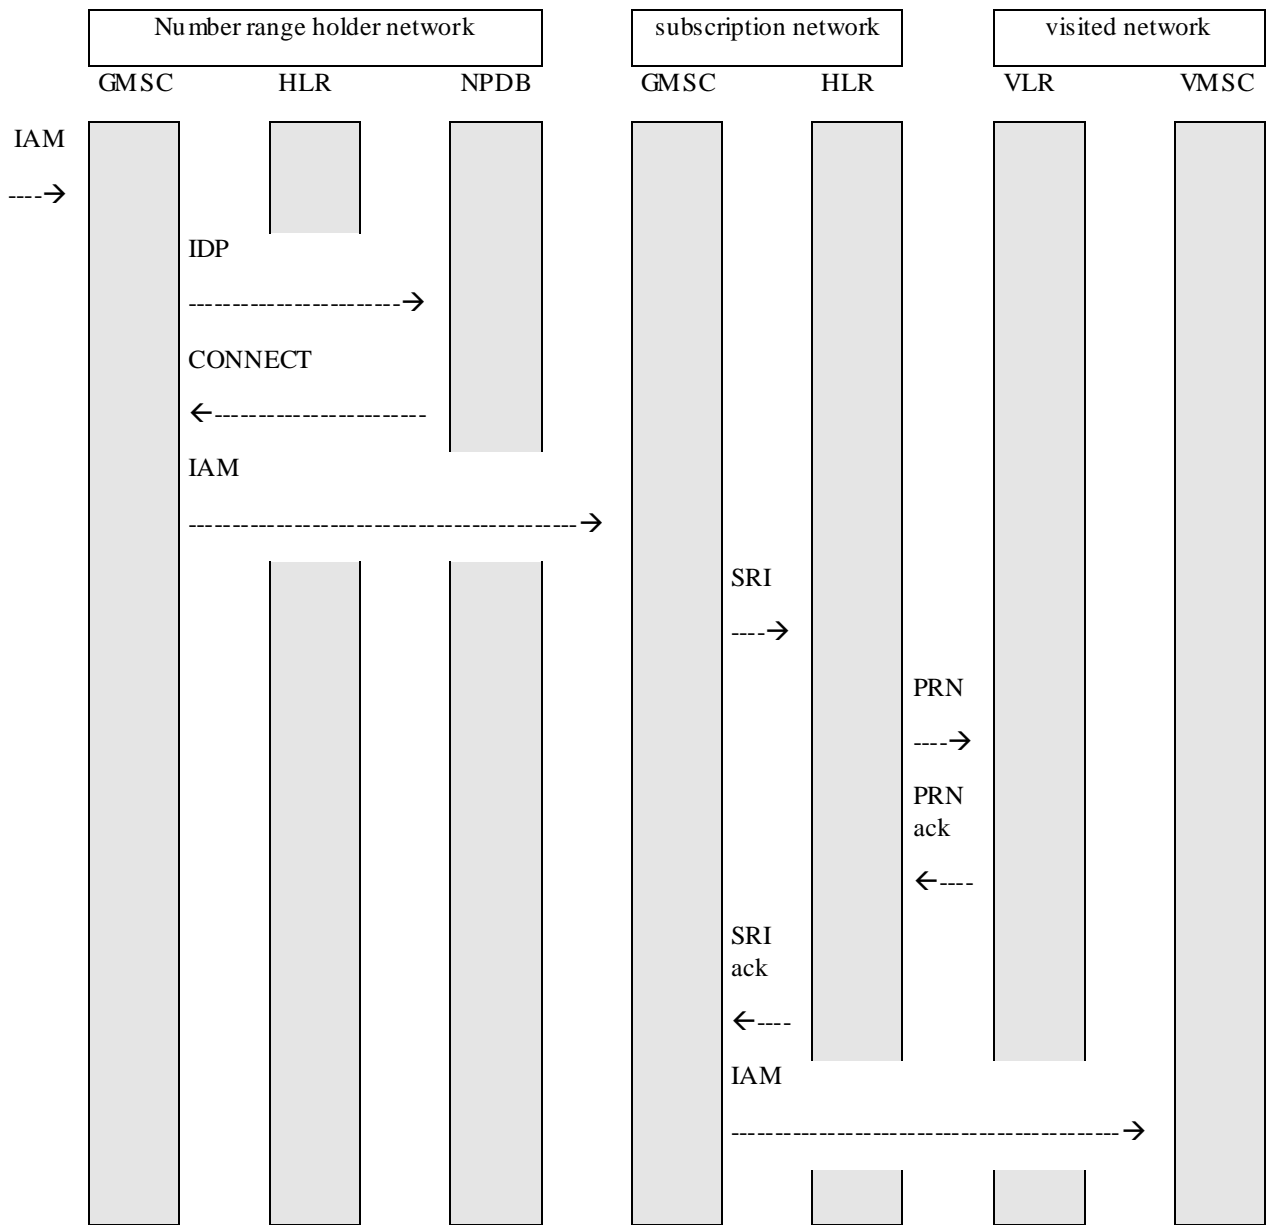 Number range holder network
subscription network
visited network
GMSC
HLR
NPDB
GMSC
HLR
VLR
VMSC
IAM
----→
IDP
------------------------→
CONNECT
←------------------------
IAM
--------------------------------------------→
SRI
----→
PRN
----→
PRN
ack
←----
SRI
ack
←----
IAM
--------------------------------------------→